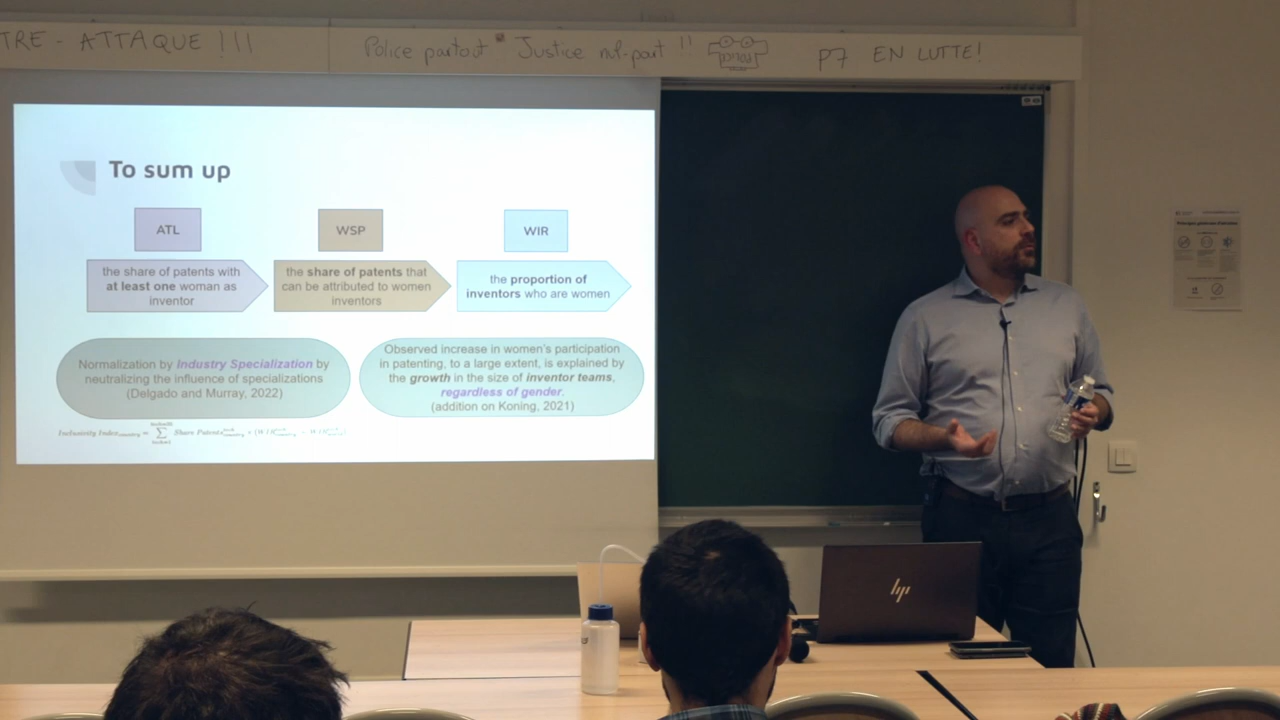 TRE - ATTAQUE !!!
Police partout Justice nul-part !!
POLICE
P7 EN LUTTE!
To sum up
ATL
WSP
WIR
the share of patents with
at least one woman as
inventor
the share of patents that
can be attributed to women
inventors
the proportion of
inventors who are women
Normalization by Industry Specialization by
neutralizing the influence of specializations
(Delgado and Murray, 2022)
Observed increase in women's participation
in patenting, to a large extent, is explained by
the growth in the size of inventor teams,
regardless of gender.
(addition on Koning, 2021)
hp